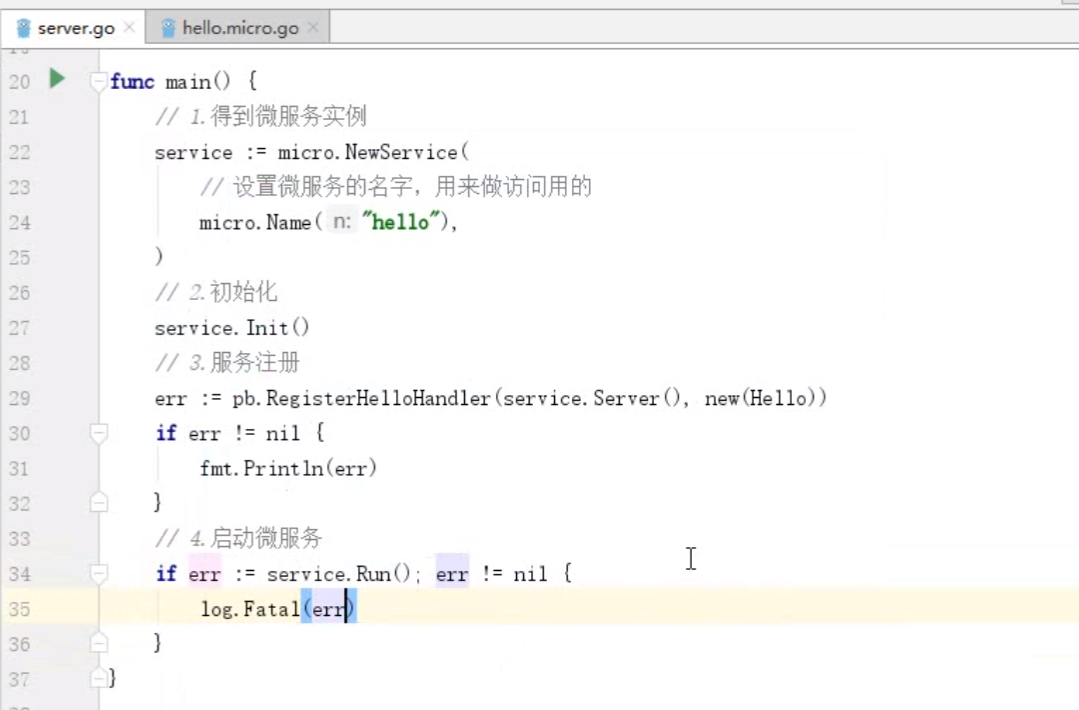 server.go
hello.micro.go
20 func main() {
21 // 1.得到微服务实例
22 service := micro.NewService(
23 // 设置微服务的名字，用来做访问用的
24 micro.Name( n: "hello"),
25 )
26 // 2.初始化
27 service.Init()
28 // 3.服务注册
29 err := pb.RegisterHelloHandler(service.Server(), new(Hello))
30 if err != nil {
31 fmt.Println(err)
32 }
33 // 4.启动微服务
34 if err := service.Run(); err != nil {
35 log.Fatal(err)
36 }
37 }